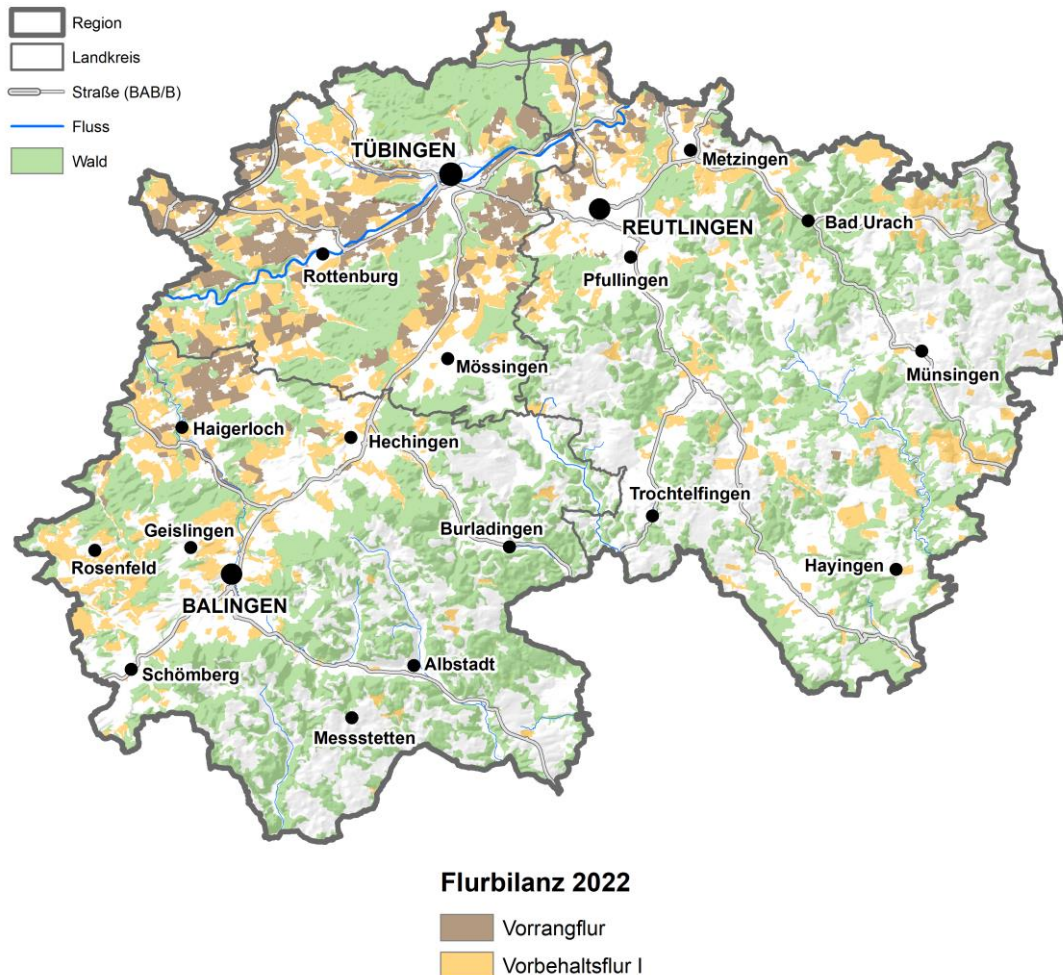 Region
Landkreis
Straße (BAB/B)
Fluss
Wald
TÜBINGEN
Metzingen
REUTLINGEN
Bad Urach
Rottenburg
Pfullingen
Mössingen
Münsingen
Haigerloch
Hechingen
Trochtelfingen
Geislingen
Burladingen
Rosenfeld
Hayingen
BALINGEN
Schömberg
Albstadt
Messstetten
Flurbilanz 2022
Vorrangflur
Vorbehaltsflur I